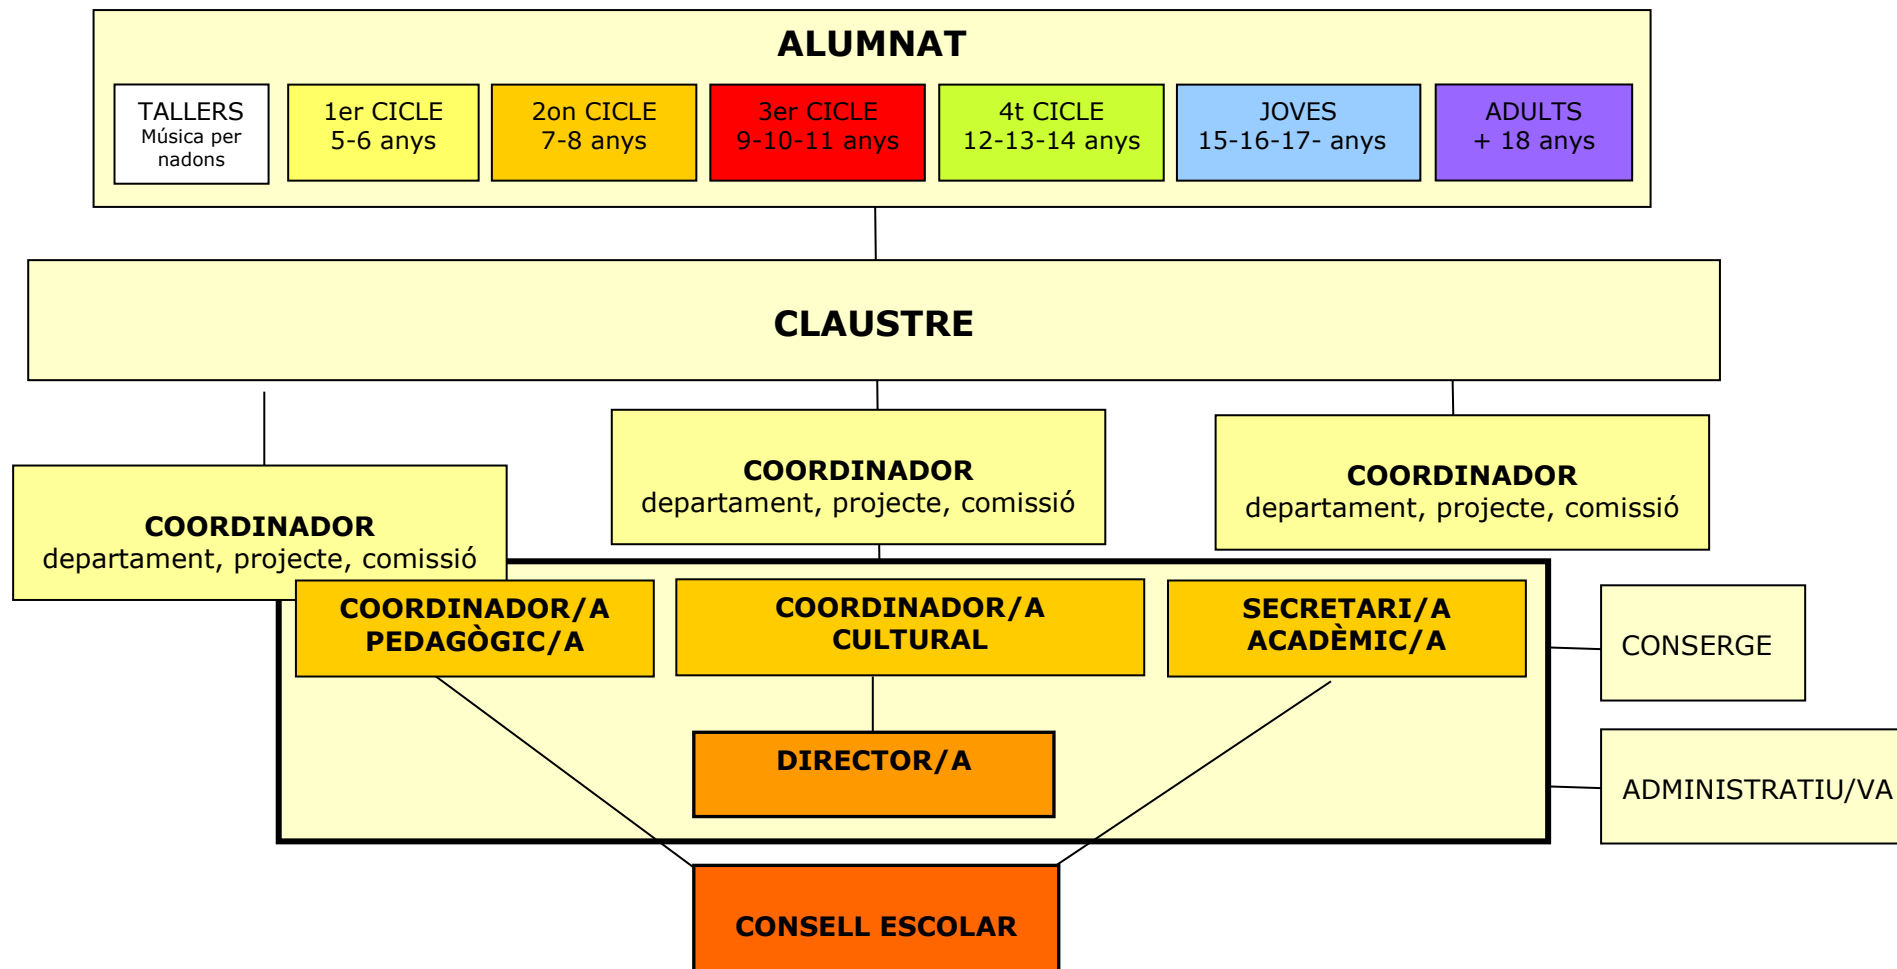 ALUMNAT
TALLERS
Música per
nadons
1er CICLE
5-6 anys
2on CICLE
7-8 anys
3er CICLE
9-10-11 anys
4t CICLE
12-13-14 anys
JOVES
15-16-17- anys
ADULTS
+ 18 anys
CLAUSTRE
COORDINADOR
departament, projecte, comissió
COORDINADOR
departament, projecte, comissió
COORDINADOR
departament, projecte, comissió
COORDINADOR/A
PEDAGÒGIC/A
COORDINADOR/A
CULTURAL
SECRETARI/A
ACADÈMIC/A
CONSERGE
DIRECTOR/A
ADMINISTRATIU/VA
CONSELL ESCOLAR